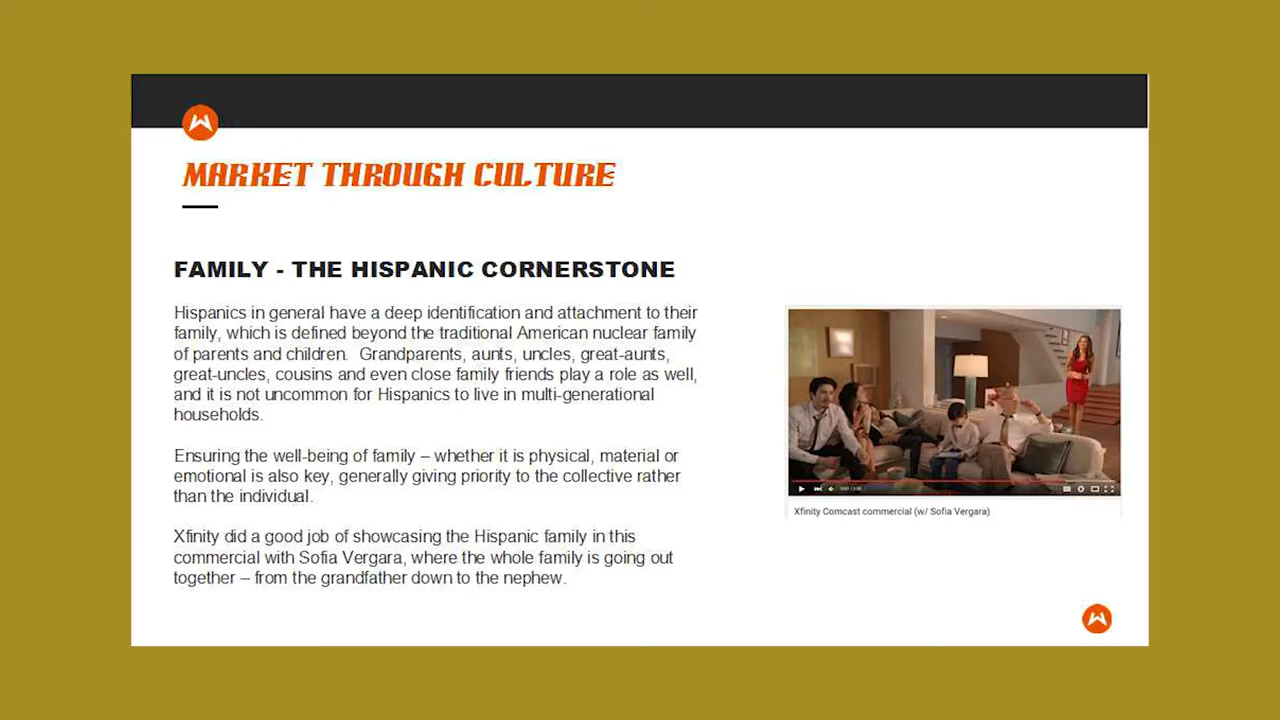 MARKET THROUGH CULTURE
FAMILY - THE HISPANIC CORNERSTONE
Hispanics in general have a deep identification and attachment to their
family, which is defined beyond the traditional American nuclear family
of parents and children.  Grandparents, aunts, uncles, great-aunts,
great-uncles, cousins and even close family friends play a role as well,
and it is not uncommon for Hispanics to live in multi-generational
households.
Ensuring the well-being of family – whether it is physical, material or
emotional is also key, generally giving priority to the collective rather
than the individual.
Xfinity did a good job of showcasing the Hispanic family in this
commercial with Sofia Vergara, where the whole family is going out
together – from the grandfather down to the nephew.
Xfinity Comcast commercial (w/ Sofia Vergara)